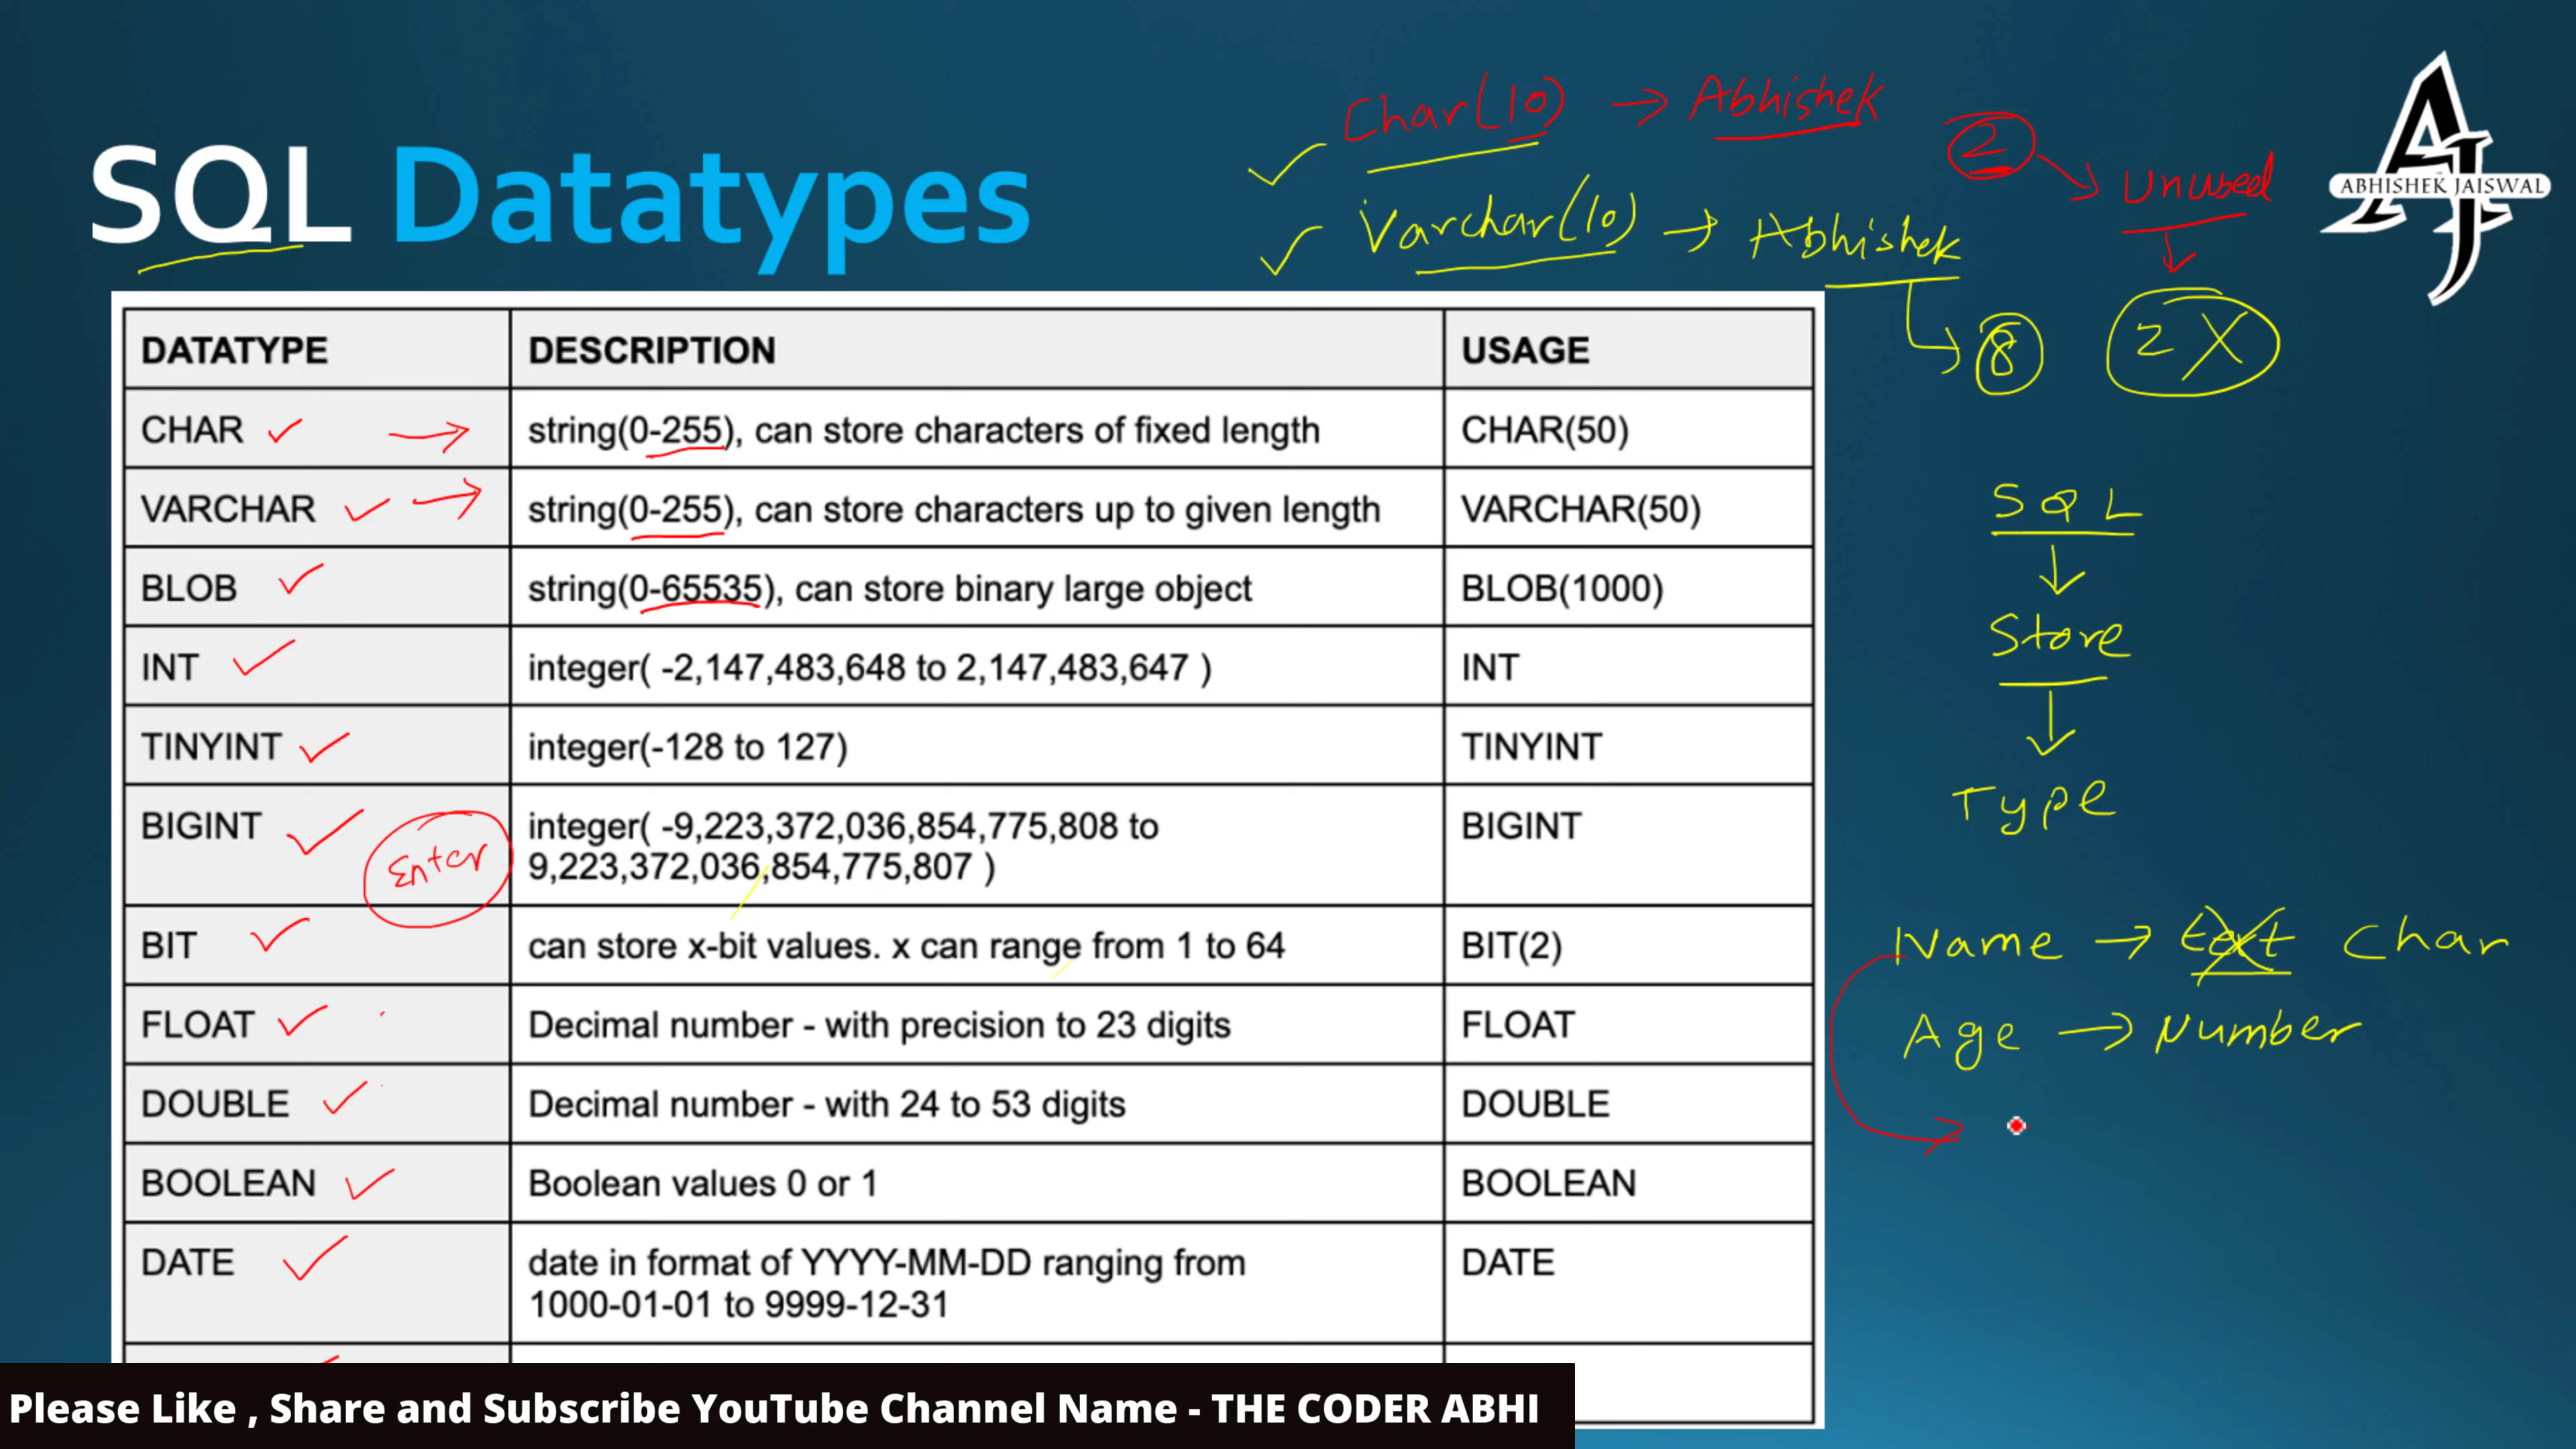 Char(10) → Abhishek
2 → Unused
SQL Datatypes
ABHISHEK JAISWAL
Varchar(10) → Abhishek
8
2 X
DATATYPE DESCRIPTION USAGE
CHAR string(0-255), can store characters of fixed length CHAR(50)
VARCHAR string(0-255), can store characters up to given length VARCHAR(50)
BLOB string(0-65535), can store binary large object BLOB(1000)
INT integer( -2,147,483,648 to 2,147,483,647 ) INT
TINYINT integer(-128 to 127) TINYINT
BIGINT integer( -9,223,372,036,854,775,808 to BIGINT
9,223,372,036,854,775,807 )
Enter
BIT can store x-bit values. x can range from 1 to 64 BIT(2)
FLOAT Decimal number - with precision to 23 digits FLOAT
DOUBLE Decimal number - with 24 to 53 digits DOUBLE
BOOLEAN Boolean values 0 or 1 BOOLEAN
DATE date in format of YYYY-MM-DD ranging from DATE
1000-01-01 to 9999-12-31
SQL
Store
Type
Name → text Char
Age → Number
Please Like , Share and Subscribe YouTube Channel Name - THE CODER ABHI